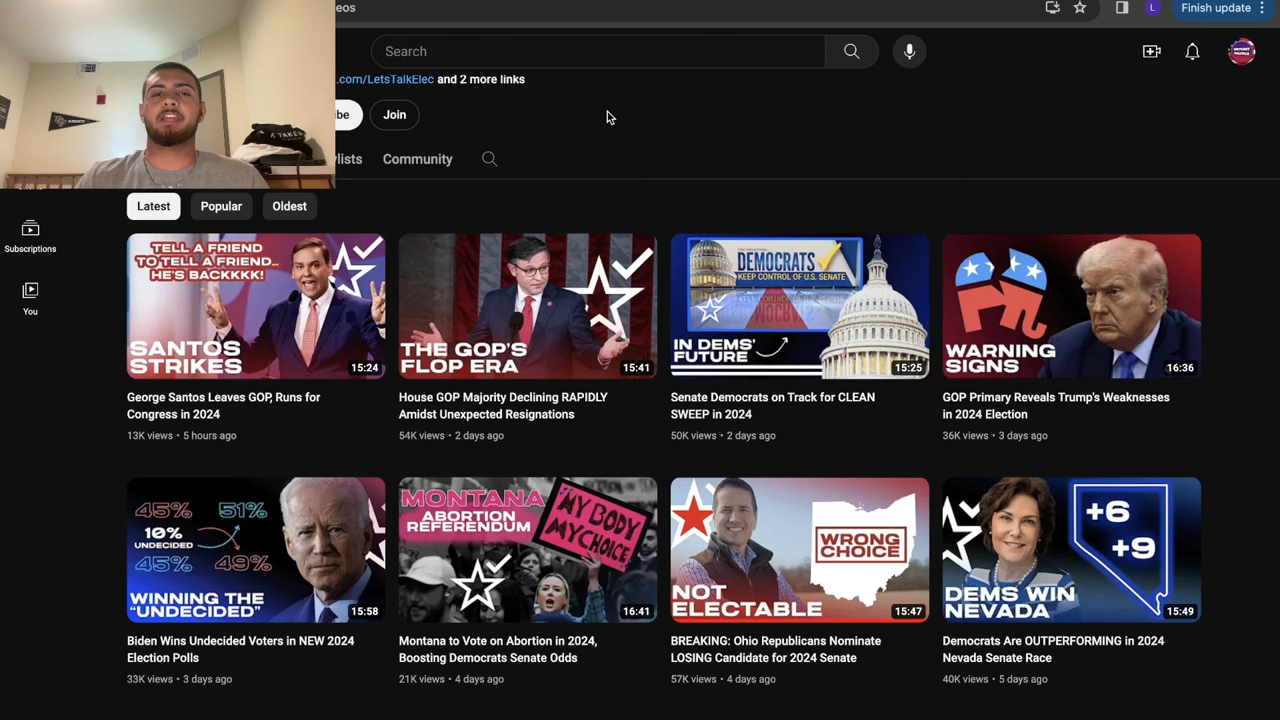 eos
L
Finish update
Search
.com/LetsTalkElec and 2 more links
be
Join
lists
Community
KNIGHTS
TAKES
Latest
Popular
Oldest
Subscriptions
You
TELL A FRIEND
TO TELL A FRIEND...
HE'S BACKKKK!
SANTOS
STRIKES
15:24
THE GOP'S
FLOP ERA
15:41
DEMOCRATS
KEEP CONTROL OF U.S. SENATE
IN DEMS'
FUTURE
15:25
WARNING
SIGNS
16:36
George Santos Leaves GOP, Runs for
Congress in 2024
13K views • 5 hours ago
House GOP Majority Declining RAPIDLY
Amidst Unexpected Resignations
54K views • 2 days ago
Senate Democrats on Track for CLEAN
SWEEP in 2024
50K views • 2 days ago
GOP Primary Reveals Trump's Weaknesses
in 2024 Election
36K views • 3 days ago
45% 51%
10%
UNDECIDED
45% 49%
WINNING THE
"UNDECIDED"
15:58
MONTANA
ABORTION
REFERENDUM
MY BODY
MY CHOICE
16:41
WRONG
CHOICE
NOT
ELECTABLE
15:47
+6
+9
DEMS WIN
NEVADA
15:49
Biden Wins Undecided Voters in NEW 2024
Election Polls
33K views • 3 days ago
Montana to Vote on Abortion in 2024,
Boosting Democrats Senate Odds
21K views • 4 days ago
BREAKING: Ohio Republicans Nominate
LOSING Candidate for 2024 Senate
57K views • 4 days ago
Democrats Are OUTPERFORMING in 2024
Nevada Senate Race
40K views • 5 days ago